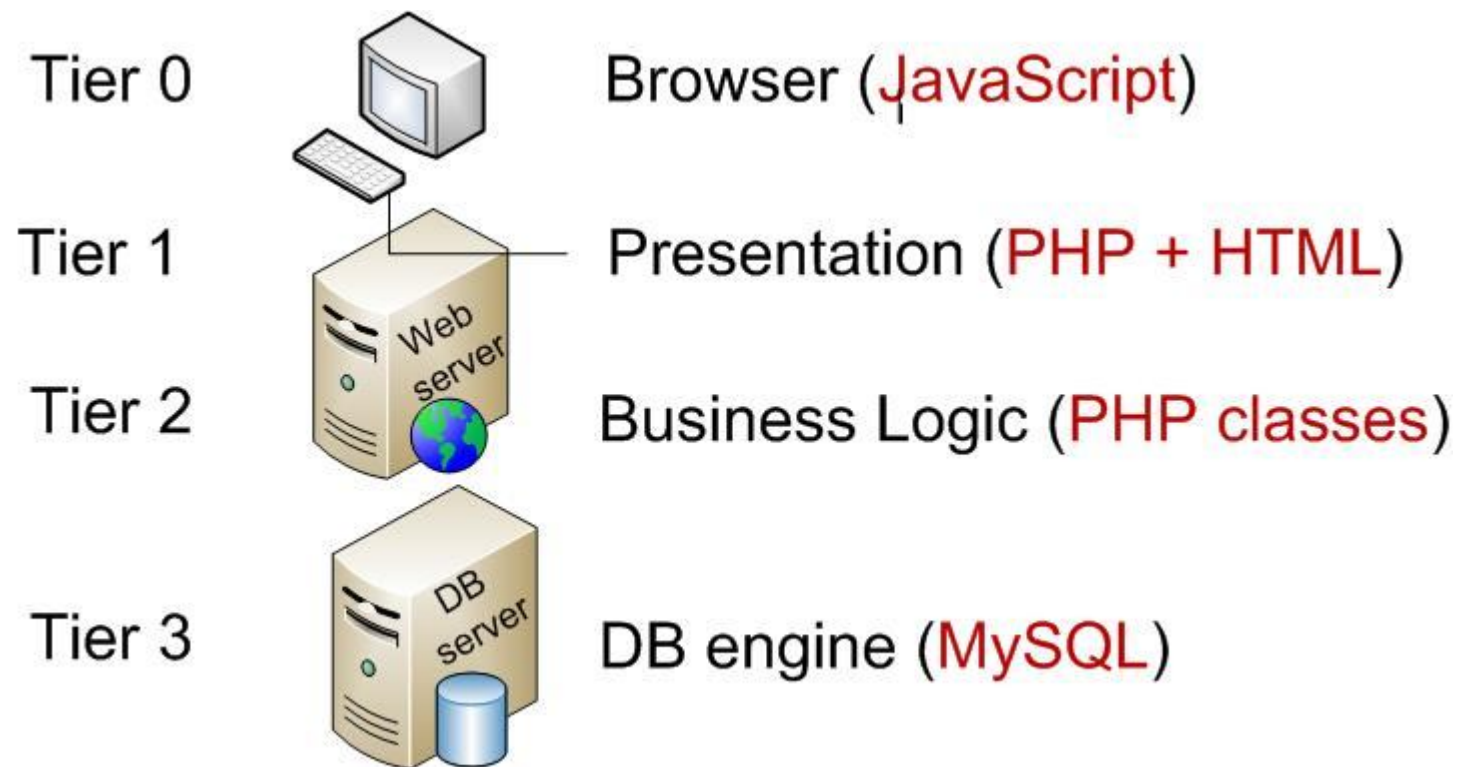 Tier 0 Browser (JavaScript)
Tier 1 Presentation (PHP + HTML)
Web
server
Tier 2 Business Logic (PHP classes)
DB
server
Tier 3 DB engine (MySQL)